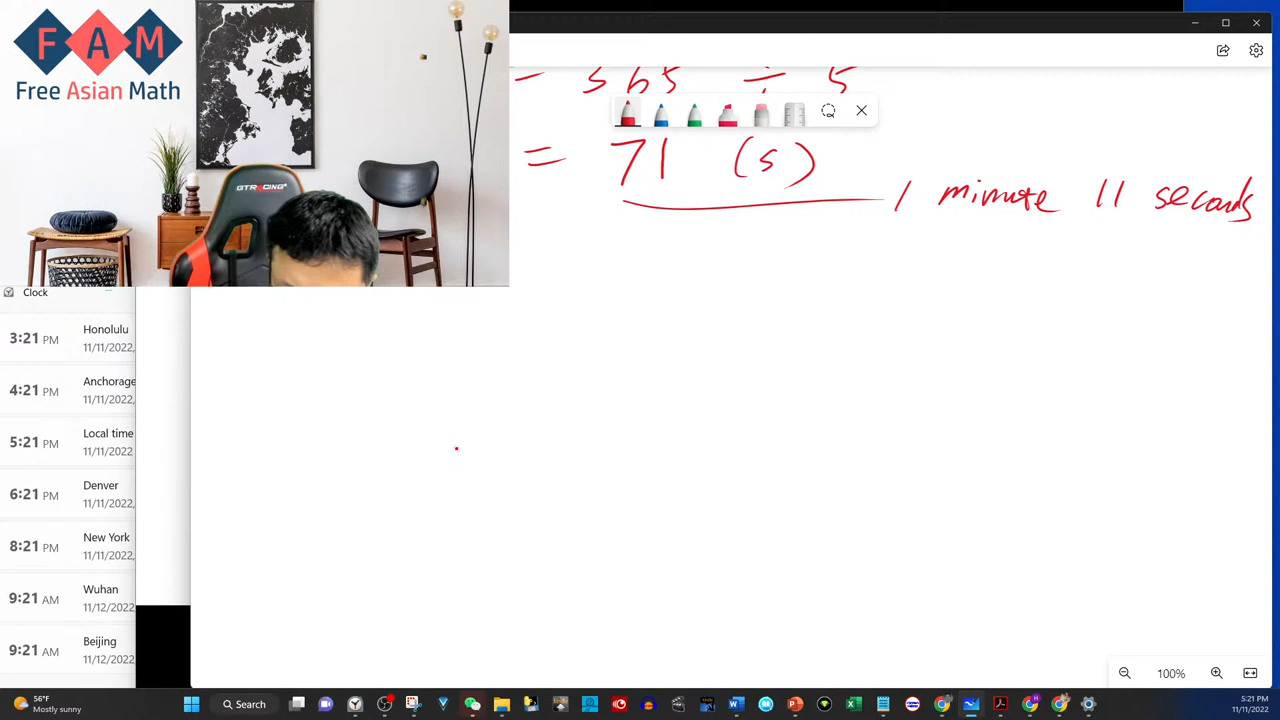 FAM
Free Asian Math
GTRACING
= 365 ÷ 5
= 71 (s)
1 minute 11 seconds
Clock
3:21 PM Honolulu
11/11/2022,
4:21 PM Anchorage
11/11/2022,
5:21 PM Local time
11/11/2022,
6:21 PM Denver
11/11/2022,
8:21 PM New York
11/11/2022,
9:21 AM Wuhan
11/12/2022,
9:21 AM Beijing
11/12/2022,
100%
56°F
Mostly sunny
Search
5:21 PM
11/11/2022